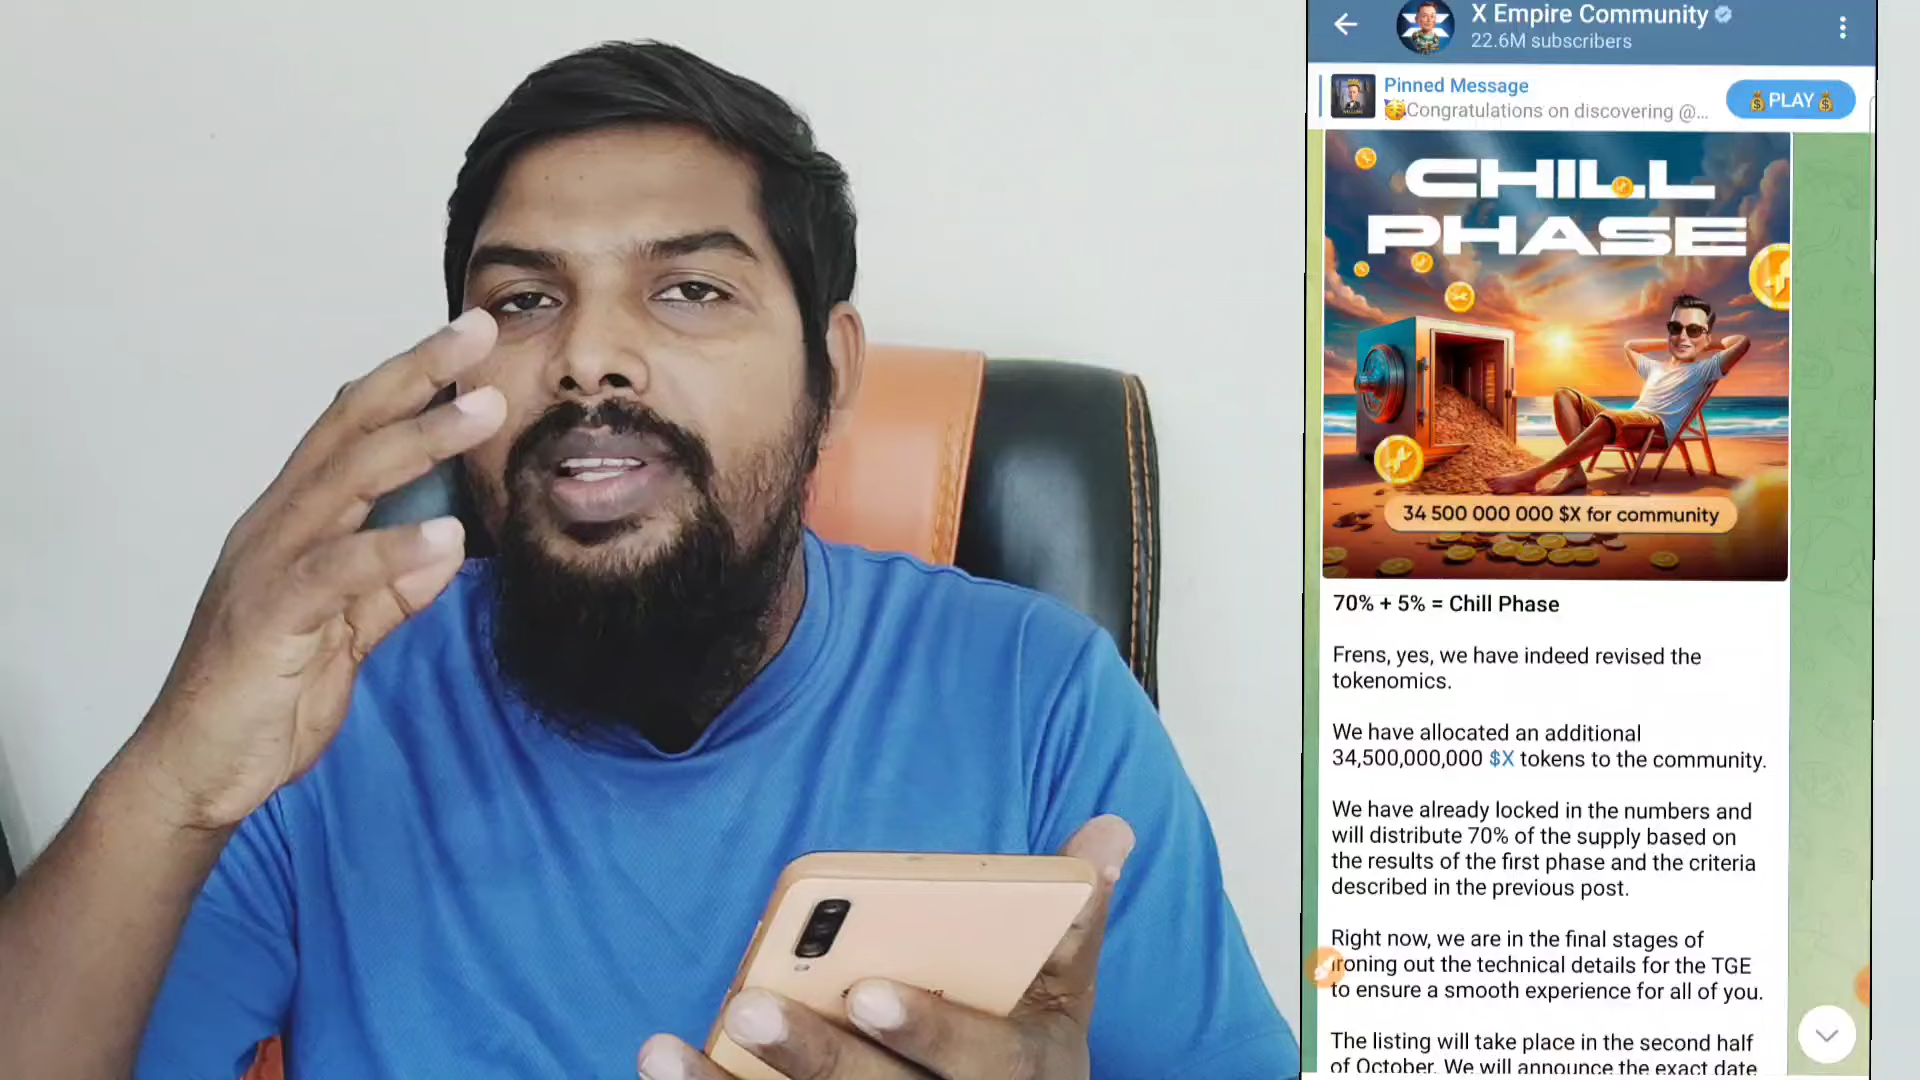 X Empire Community
22.6M subscribers
Pinned Message
🥳Congratulations on discovering @...
💰PLAY💰
CHILL
PHASE
34 500 000 000 $X for community
70% + 5% = Chill Phase
Frens, yes, we have indeed revised the
tokenomics.
We have allocated an additional
34,500,000,000 $X tokens to the community.
We have already locked in the numbers and
will distribute 70% of the supply based on
the results of the first phase and the criteria
described in the previous post.
Right now, we are in the final stages of
ironing out the technical details for the TGE
to ensure a smooth experience for all of you.
The listing will take place in the second half
of October. We will announce the exact date